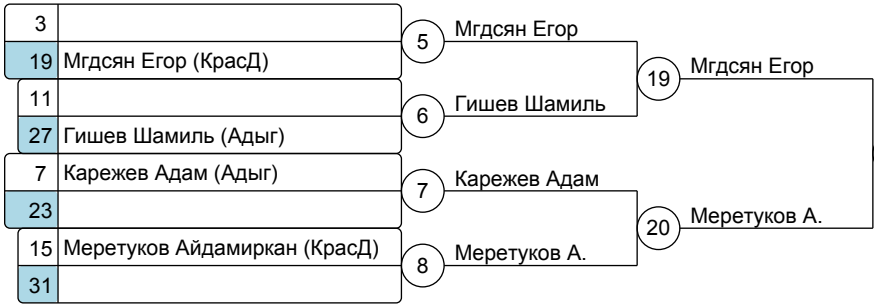 3
5
Мгдсян Егор
19 Мгдсян Егор (КрасД)
19
Мгдсян Егор
11
6
Гишев Шамиль
27 Гишев Шамиль (Адыг)
7 Карежев Адам (Адыг)
7
Карежев Адам
23
20
Меретуков А.
15 Меретуков Айдамиркан (КрасД)
8
Меретуков А.
31